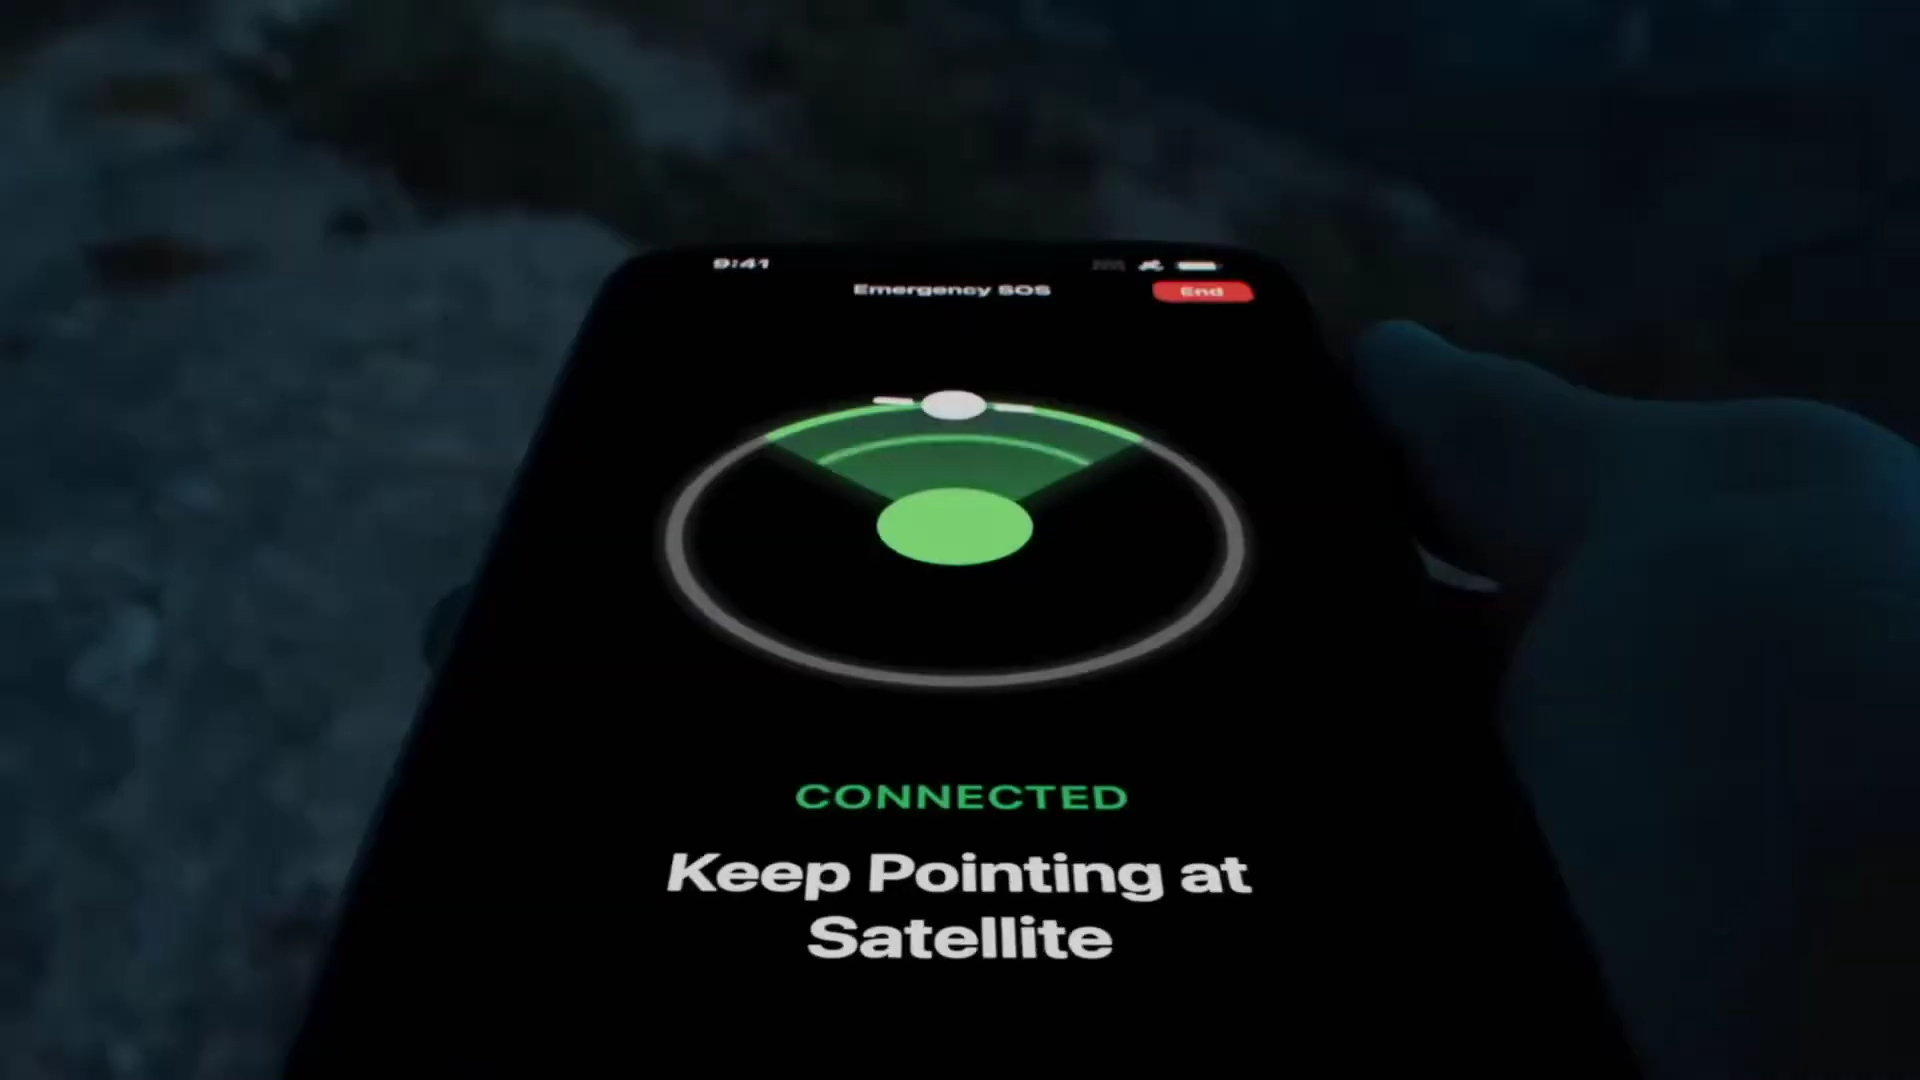 9:41
Emergency SOS
End
CONNECTED
Keep Pointing at
Satellite